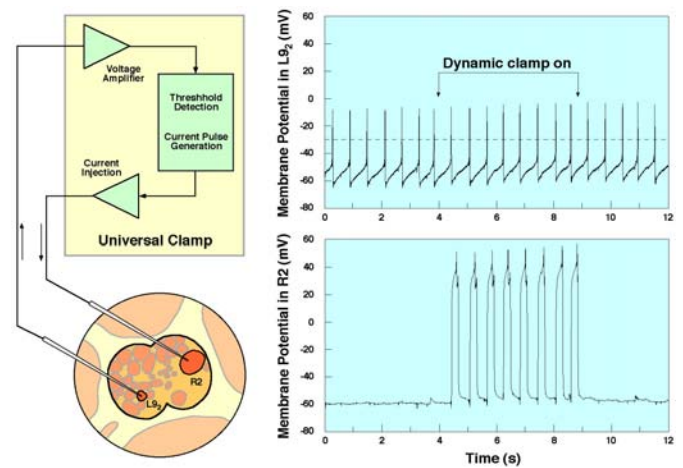 Voltage
Amplifier
Threshhold
Detection
Current Pulse
Generation
Current
Injection
Universal Clamp
R2
L9₂
Membrane Potential in L9₂ (mV)
60
40
20
0
-20
-40
-60
-80
Dynamic clamp on
0 2 4 6 8 10 12
Membrane Potential in R2 (mV)
60
40
20
0
-20
-40
-60
-80
0 2 4 6 8 10 12
Time (s)